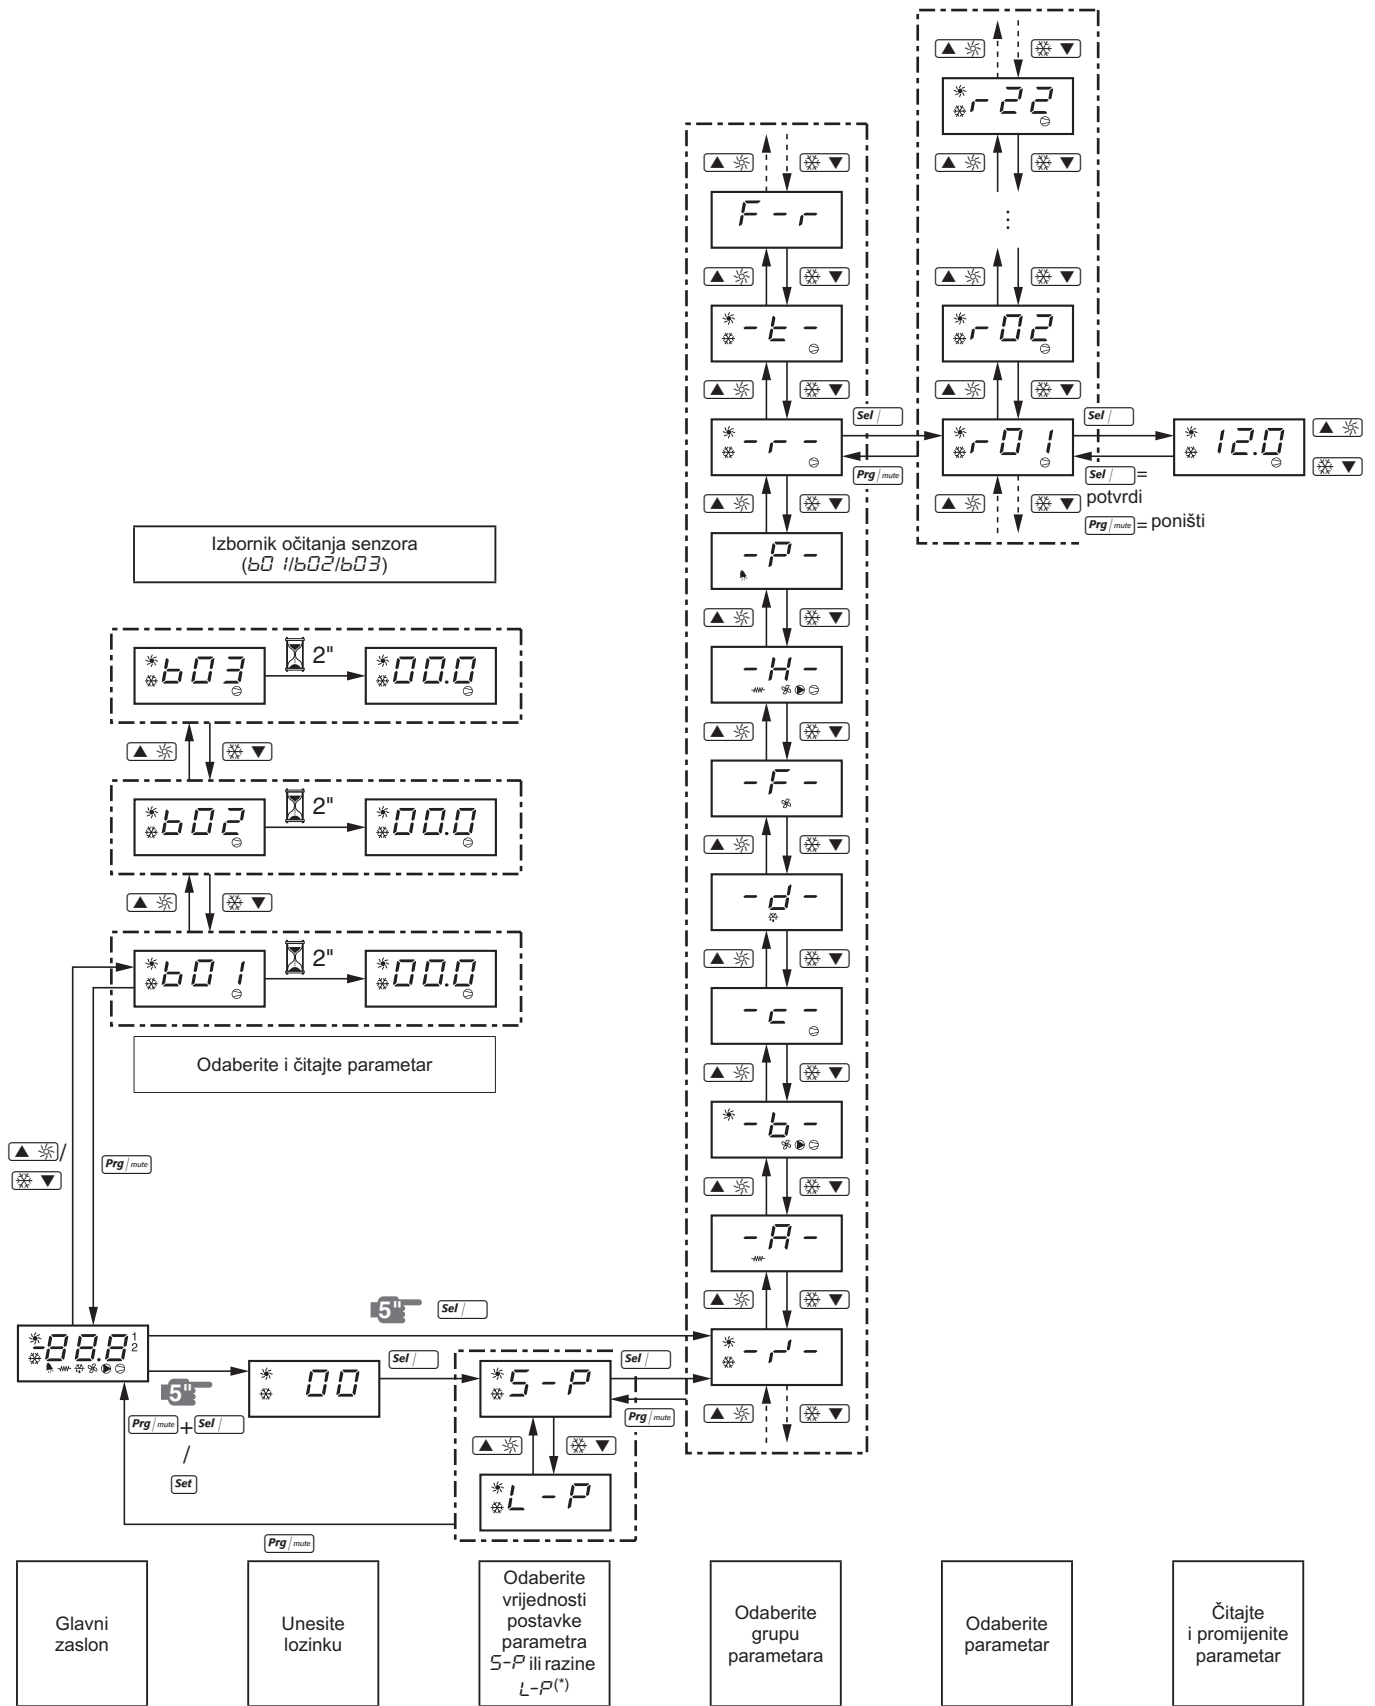 r22
F-r
-t-
r02
-r-
Sel
Prg/mute
r01
Sel
12.0
Sel = potvrdi
Prg/mute = poništi
-P-
-H-
-F-
-d-
-c-
-b-
-A-
-/-
Izbornik očitanja senzora
(b01/b02/b03)
b03
2"
00.0
b02
2"
00.0
b01
2"
00.0
Odaberite i čitajte parametar
/
Prg/mute
5"
Sel
-88.8
1
2
5"
Prg/mute + Sel
/
Set
00
Sel
S-P
Sel
Prg/mute
L-P
Prg/mute
Glavni
zaslon
Unesite
lozinku
Odaberite
vrijednosti
postavke
parametra
S-P ili razine
L-P(*)
Odaberite
grupu
parametara
Odaberite
parametar
Čitajte
i promijenite
parametar